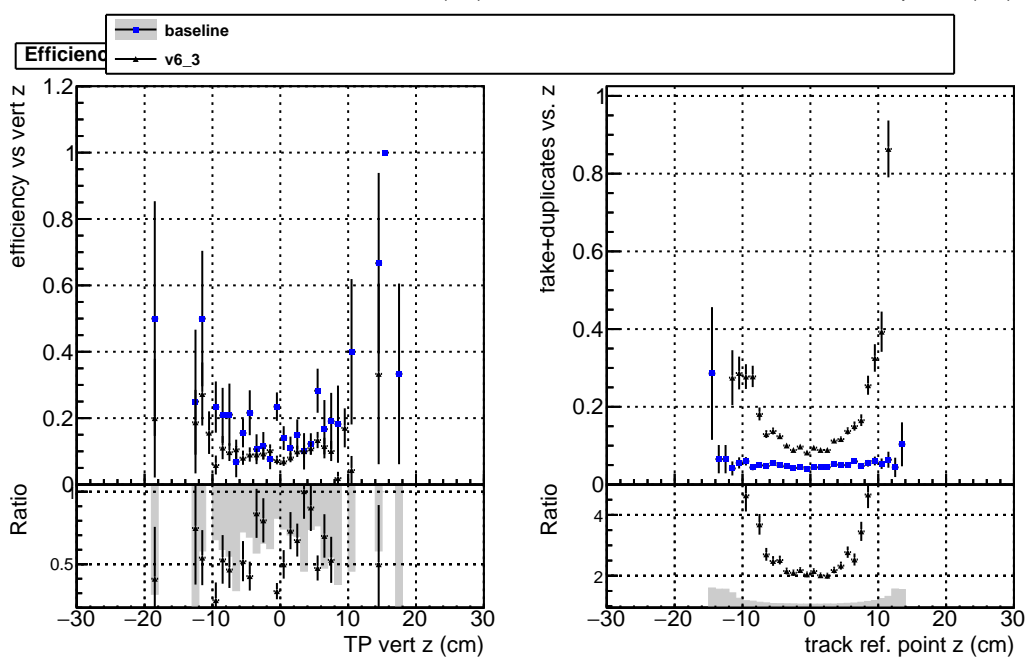 baseline
v6_3
Efficienc
efficiency vs vert z
1.2
1
0.8
0.6
0.4
0.2
0
Ratio
0.5
−30 −20 −10 0 10 20 30
TP vert z (cm)
fake+duplicates vs. z
1
0.8
0.6
0.4
0.2
0
Ratio
4
2
−30 −20 −10 0 10 20 30
track ref. point z (cm)